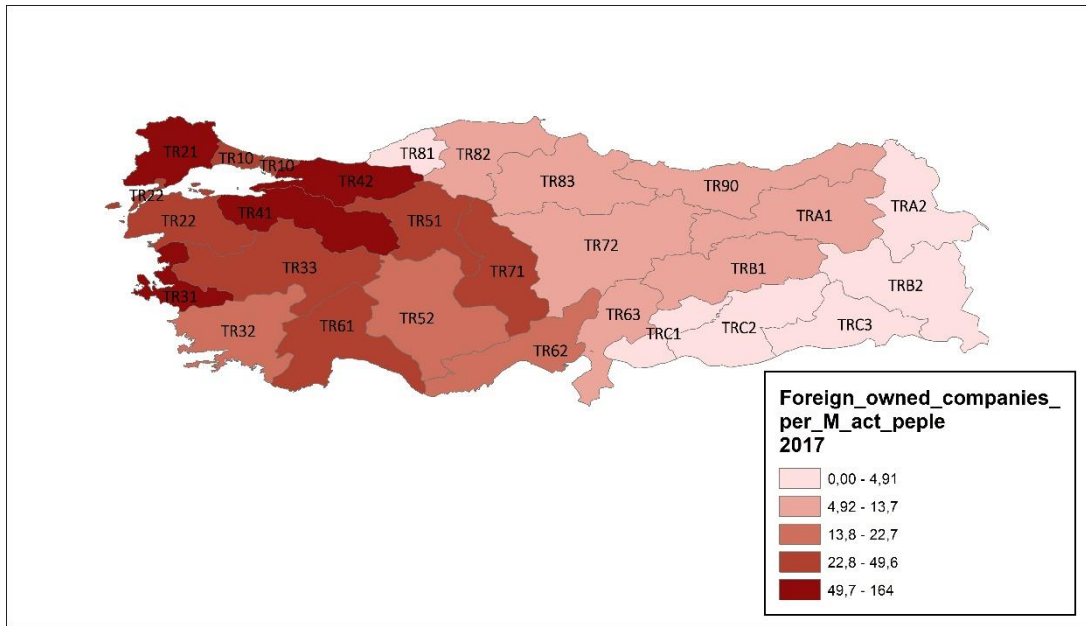 TR21
TR10
TR10
TR81
TR82
TR42
TR83
TR22
TR22
TR41
TR51
TR90
TRA1
TRA2
TR72
TR33
TR71
TRB1
TRB2
TR31
TR32
TR61
TR52
TR63
TR62
TRC1
TRC2
TRC3
Foreign_owned_companies_
per_M_act_peple
2017
0,00 - 4,91
4,92 - 13,7
13,8 - 22,7
22,8 - 49,6
49,7 - 164